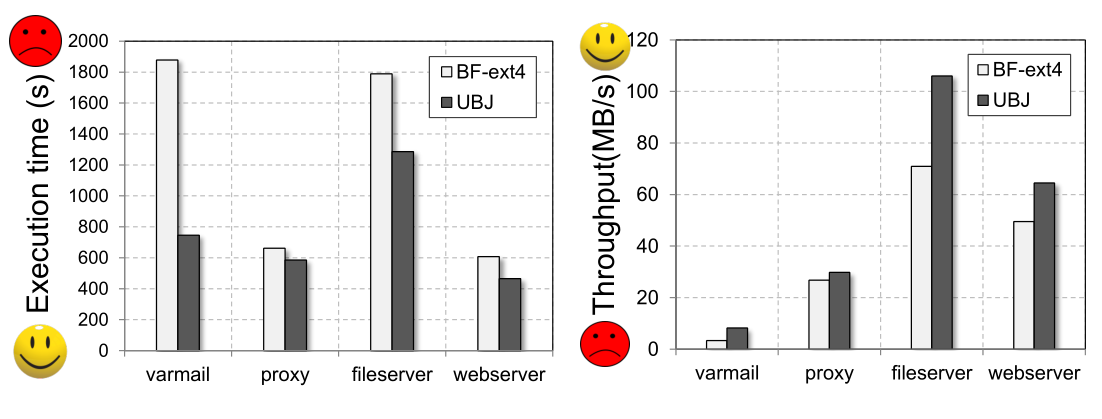 Execution time (s)
2000
1800
1600
1400
1200
1000
800
600
400
200
0
BF-ext4
UBJ
varmail proxy fileserver webserver
Throughput(MB/s)
120
100
80
60
40
20
0
BF-ext4
UBJ
varmail proxy fileserver webserver